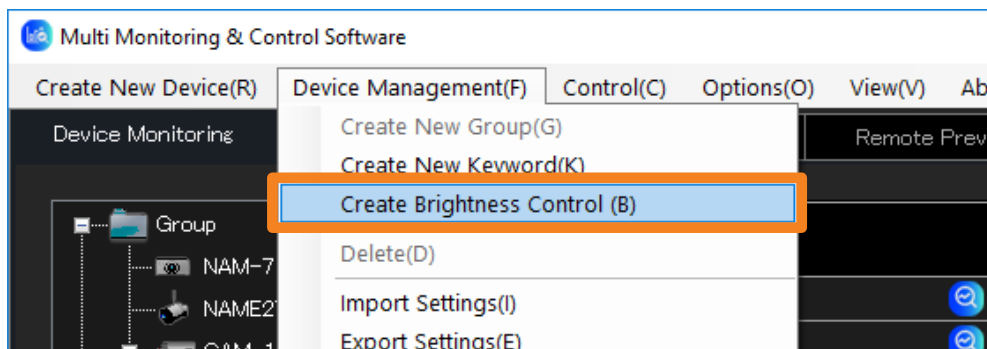 Multi Monitoring & Control Software
Create New Device(R) Device Management(F) Control(C) Options(O) View(V) Ab
Device Monitoring Remote Prev
Create New Group(G)
Create New Keyword(K)
Create Brightness Control (B)
Delete(D)
Import Settings(I)
Export Settings(E)
Group
NAM-7
NAME2